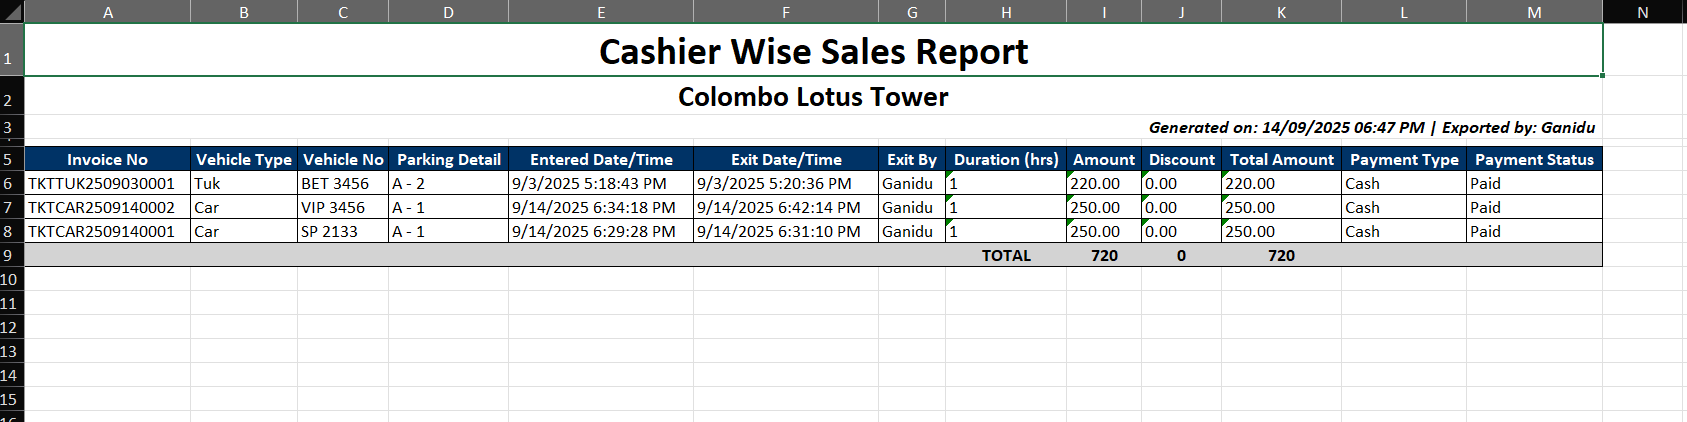 A B C D E F G H I J K L M N
1 Cashier Wise Sales Report
2 Colombo Lotus Tower
3 Generated on: 14/09/2025 06:47 PM | Exported by: Ganidu
5 Invoice No Vehicle Type Vehicle No Parking Detail Entered Date/Time Exit Date/Time Exit By Duration (hrs) Amount Discount Total Amount Payment Type Payment Status
6 TKTTUK2509030001 Tuk BET 3456 A - 2 9/3/2025 5:18:43 PM 9/3/2025 5:20:36 PM Ganidu 1 220.00 0.00 220.00 Cash Paid
7 TKTCAR2509140002 Car VIP 3456 A - 1 9/14/2025 6:34:18 PM 9/14/2025 6:42:14 PM Ganidu 1 250.00 0.00 250.00 Cash Paid
8 TKTCAR2509140001 Car SP 2133 A - 1 9/14/2025 6:29:28 PM 9/14/2025 6:31:10 PM Ganidu 1 250.00 0.00 250.00 Cash Paid
9 TOTAL 720 0 720
10
11
12
13
14
15